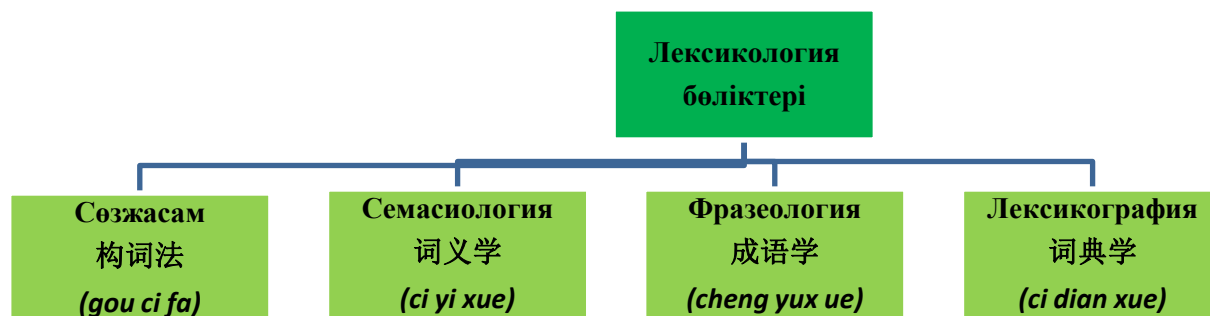 Лексикология
бөліктері
Сөзжасам
构词法
(gou ci fa)
Семасиология
词义学
(ci yi xue)
Фразеология
成语学
(cheng yux ue)
Лексикография
词典学
(ci dian xue)